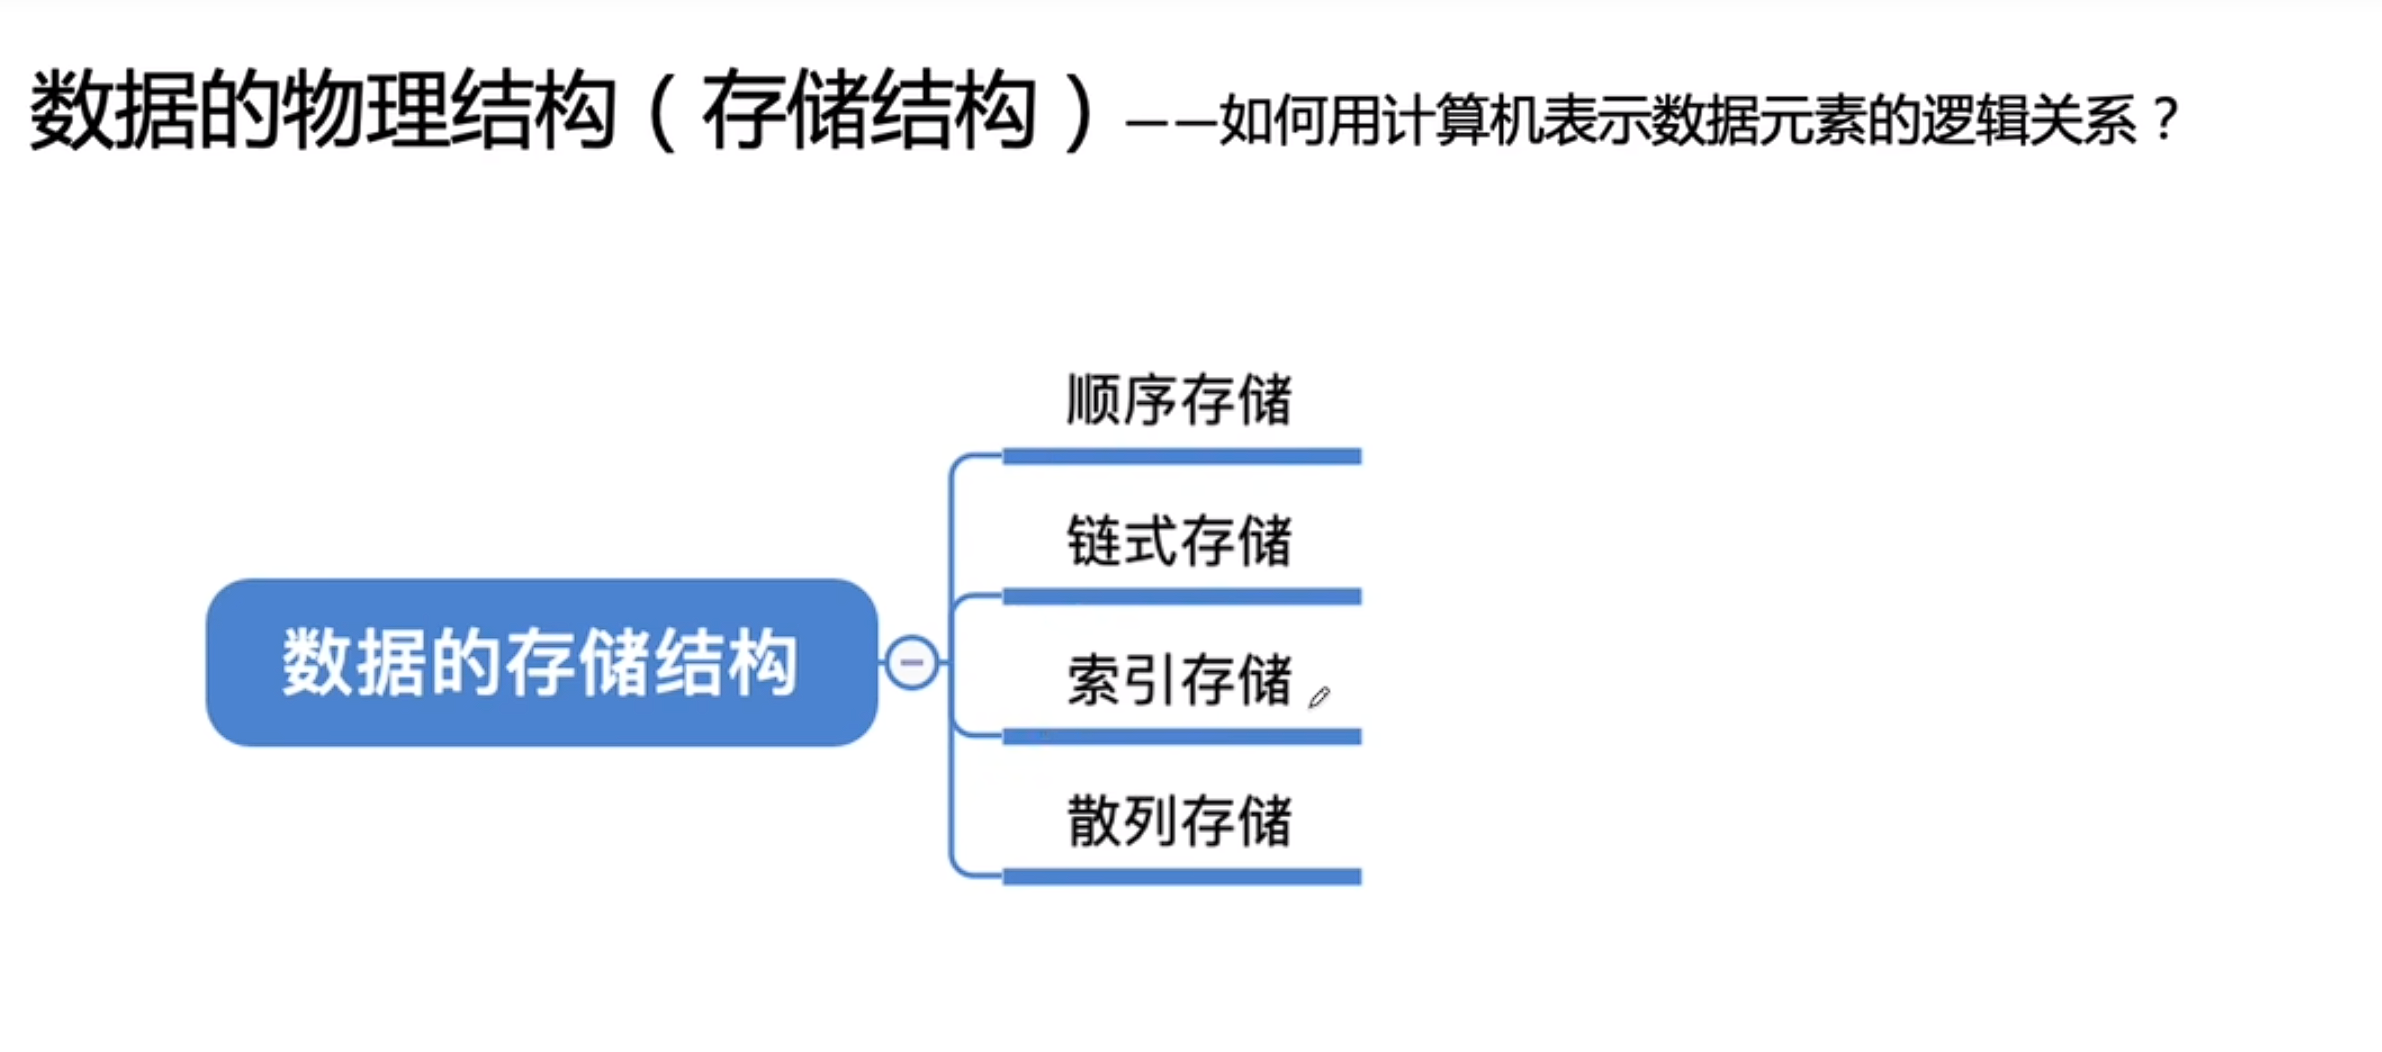 数据的物理结构（存储结构）——如何用计算机表示数据元素的逻辑关系？
顺序存储
链式存储
数据的存储结构
索引存储
散列存储